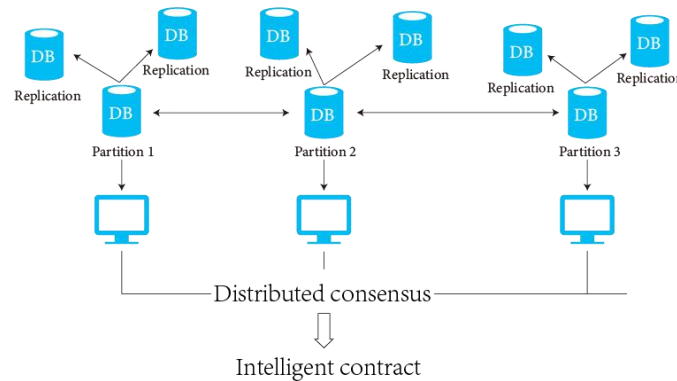 DB
DB
DB
DB
DB
DB
Replication
Replication
Replication
Replication
Replication
Replication
DB
DB
DB
Partition 1
Partition 2
Partition 3
Distributed consensus
Intelligent contract